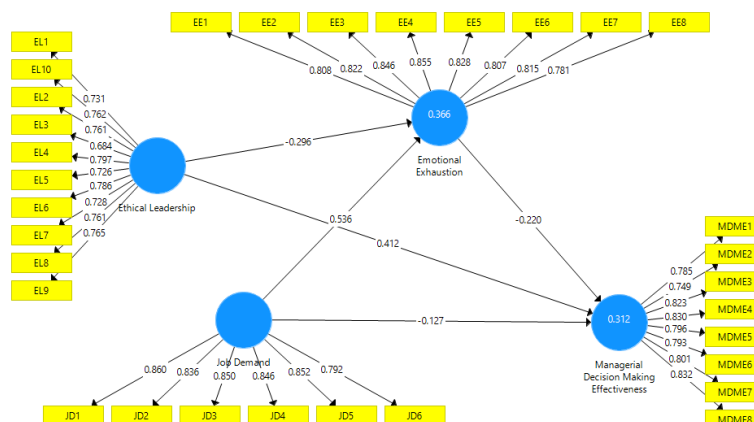 EE1 EE2 EE3 EE4 EE5 EE6 EE7 EE8
0.808 0.822 0.846 0.855 0.828 0.807 0.815 0.781
EL1
EL10
EL2
EL3
EL4
EL5
EL6
EL7
EL8
EL9
0.731
0.762
0.761
0.684
0.797
0.726
0.786
0.728
0.761
0.765
Ethical Leadership
0.366
Emotional
Exhaustion
-0.296
0.536
0.412
-0.220
-0.127
Job Demand
0.860 0.836 0.850 0.846 0.852 0.792
JD1 JD2 JD3 JD4 JD5 JD6
0.312
Managerial
Decision Making
Effectiveness
0.785
0.749
0.823
0.830
0.796
0.793
0.801
0.832
MDME1
MDME2
MDME3
MDME4
MDME5
MDME6
MDME7
MDME8